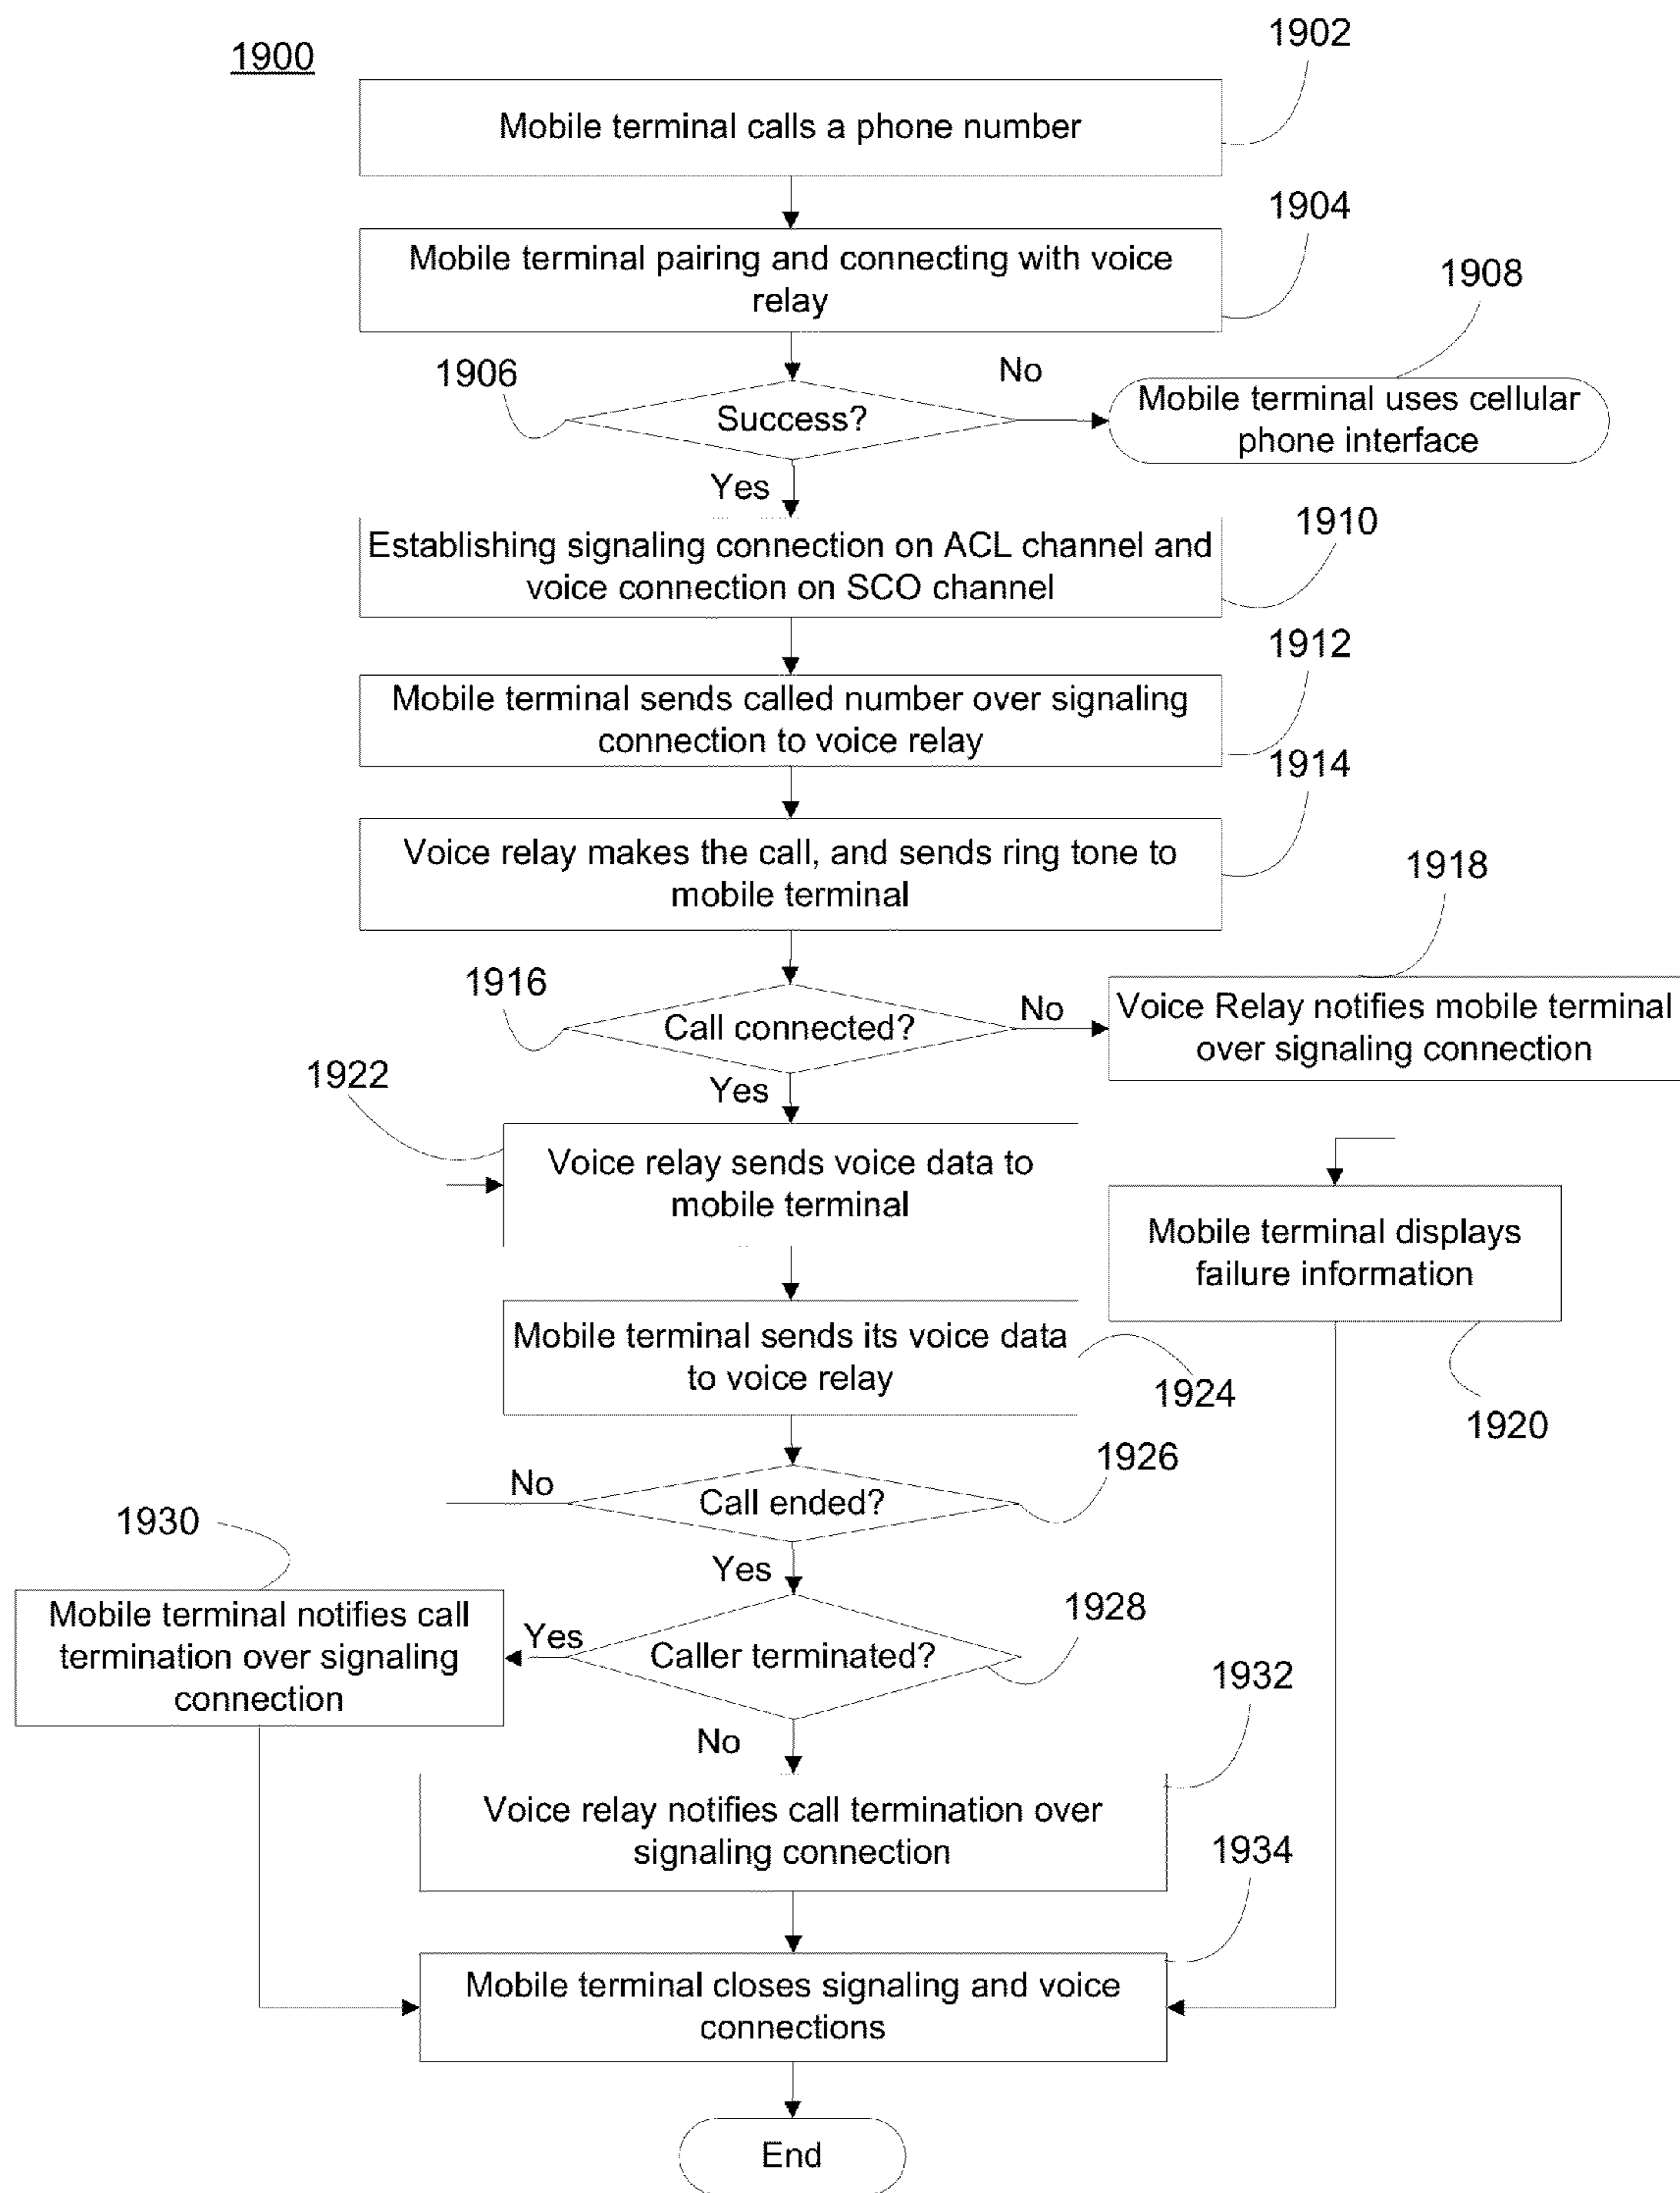 1900
1902
Mobile terminal calls a phone number
1904
Mobile terminal pairing and connecting with voice
relay
1908
1906
No
Success?
Mobile terminal uses cellular
phone interface
Yes
1910
Establishing signaling connection on ACL channel and
voice connection on SCO channel
1912
Mobile terminal sends called number over signaling
connection to voice relay
1914
Voice relay makes the call, and sends ring tone to
mobile terminal
1918
1916
Call connected?
No
Voice Relay notifies mobile terminal
over signaling connection
1922
Yes
Voice relay sends voice data to
mobile terminal
Mobile terminal displays
failure information
Mobile terminal sends its voice data
to voice relay
1924
1920
1926
No
Call ended?
1930
Yes
Mobile terminal notifies call
termination over signaling
connection
Yes
Caller terminated?
1928
1932
No
Voice relay notifies call termination over
signaling connection
1934
Mobile terminal closes signaling and voice
connections
End